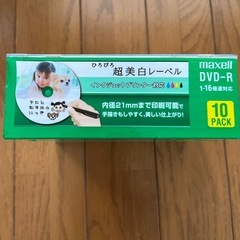 ひろびろ
超美白レーベル
インクジェットプリンター対応
内径21mmまで印刷可能で
手描きもしやすく、美しい仕上がり!
maxell
DVD-R
1-16倍速対応
10
PACK